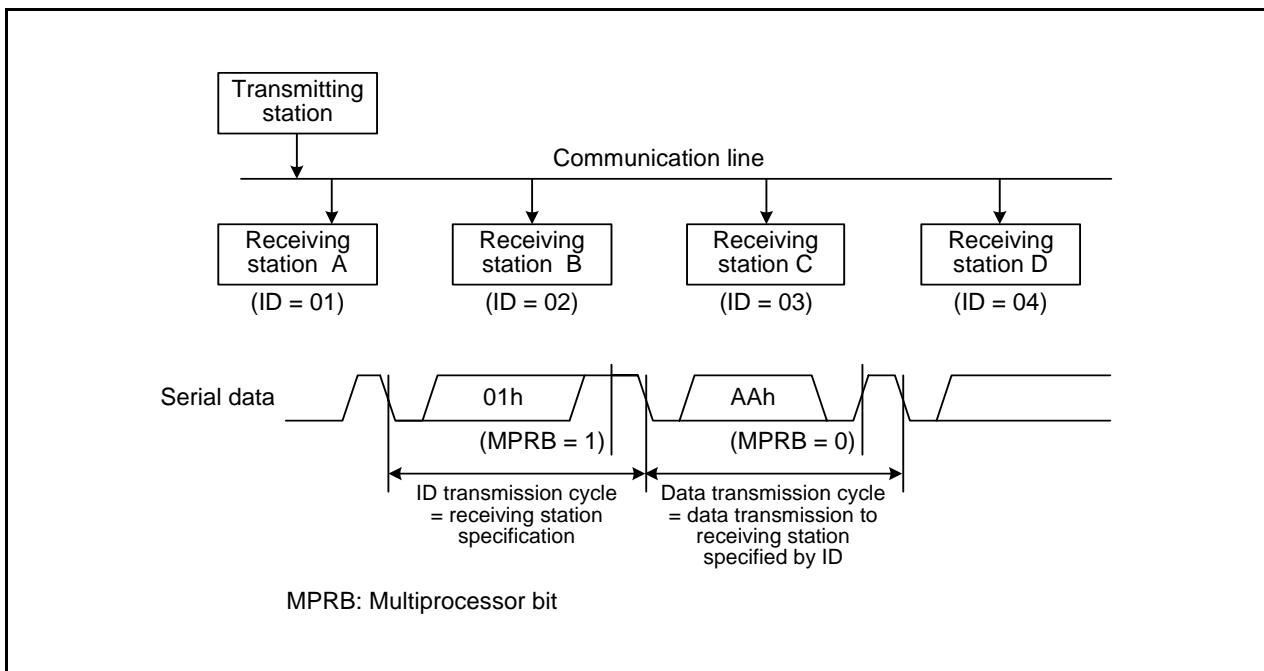 Transmitting
station
Communication line
Receiving
station A
Receiving
station B
Receiving
station C
Receiving
station D
(ID = 01)
(ID = 02)
(ID = 03)
(ID = 04)
Serial data
01h
AAh
(MPRB = 1)
(MPRB = 0)
ID transmission cycle
= receiving station
specification
Data transmission cycle
= data transmission to
receiving station
specified by ID
MPRB: Multiprocessor bit